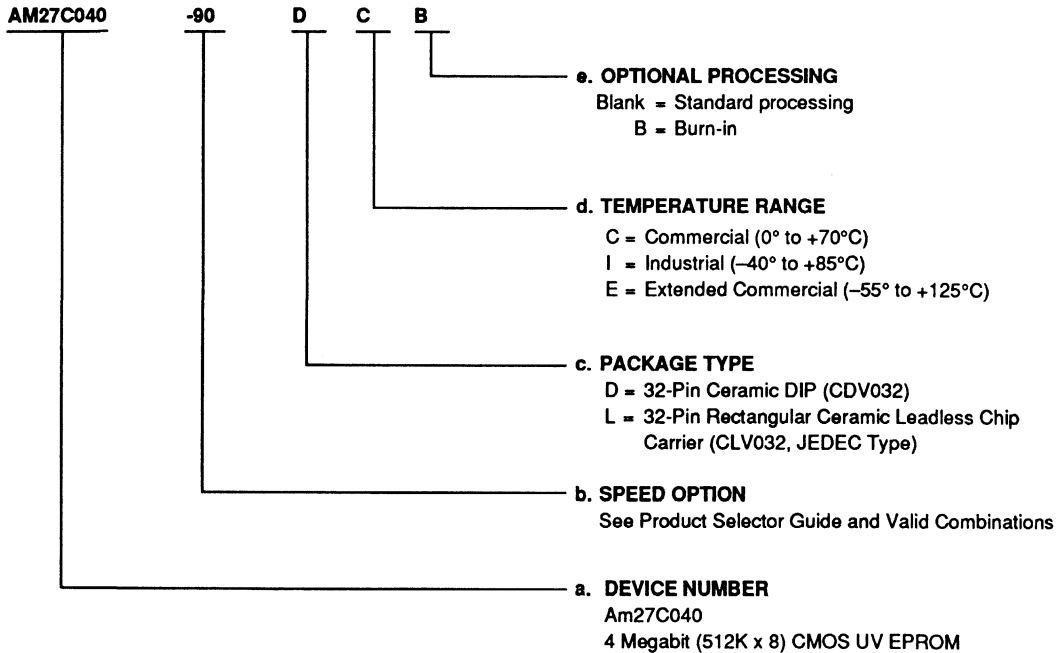 AM27C040 -90 D C B
e. OPTIONAL PROCESSING
Blank = Standard processing
B = Burn-in
d. TEMPERATURE RANGE
C = Commercial (0° to +70°C)
I = Industrial (–40° to +85°C)
E = Extended Commercial (–55° to +125°C)
c. PACKAGE TYPE
D = 32-Pin Ceramic DIP (CDV032)
L = 32-Pin Rectangular Ceramic Leadless Chip
Carrier (CLV032, JEDEC Type)
b. SPEED OPTION
See Product Selector Guide and Valid Combinations
a. DEVICE NUMBER
Am27C040
4 Megabit (512K x 8) CMOS UV EPROM